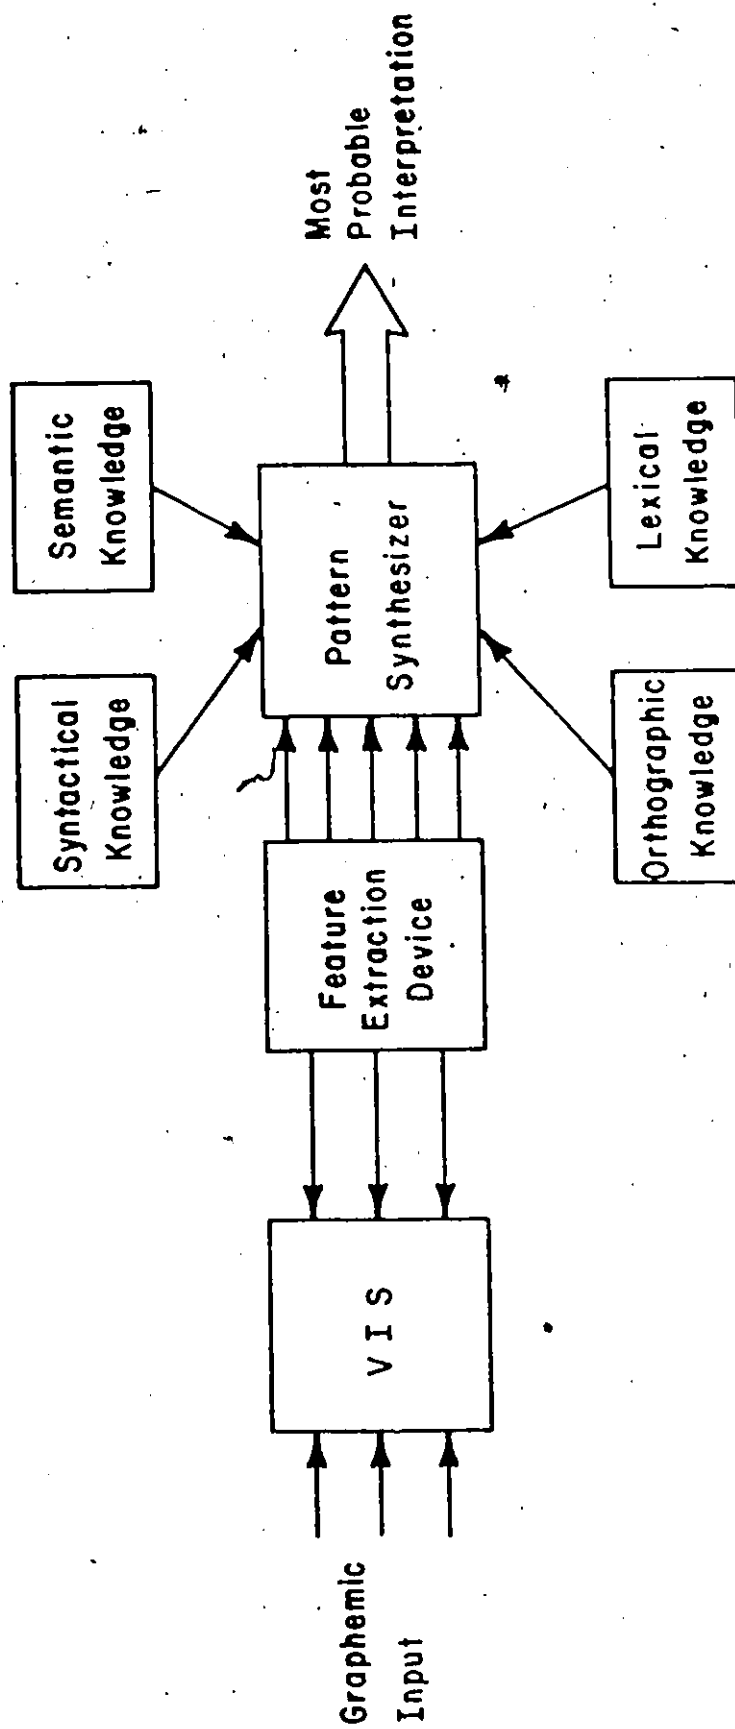 Syntactical
Knowledge
Semantic
Knowledge
Graphemic
Input
V I S
Feature
Extraction
Device
Pattern
Synthesizer
Most
Probable
Interpretation
Orthographic
Knowledge
Lexical
Knowledge